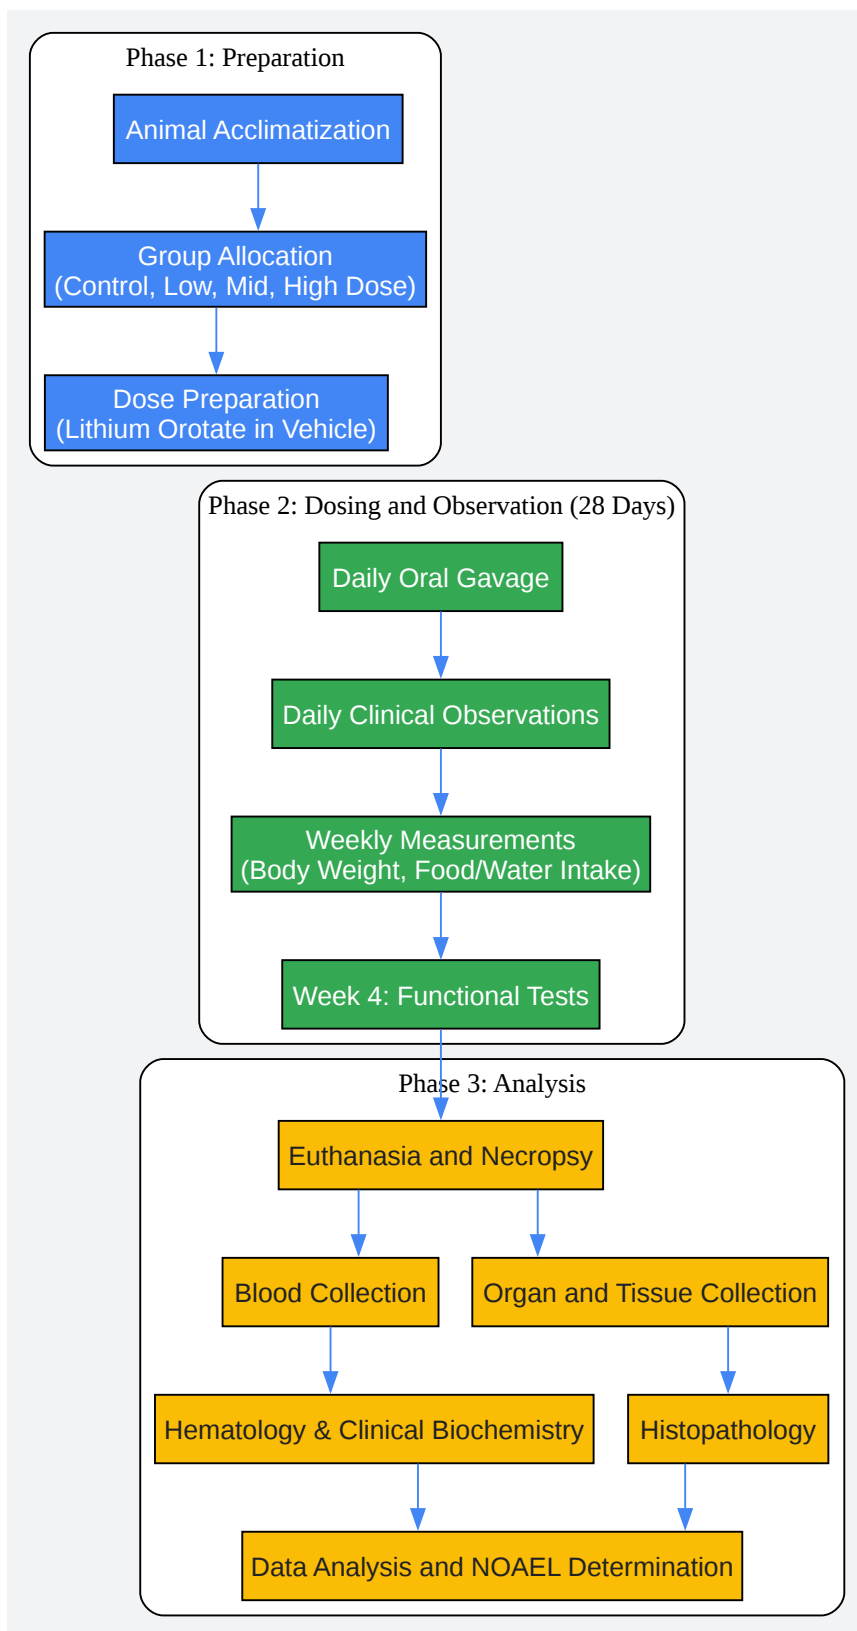 Phase 1: Preparation
Animal Acclimatization
Group Allocation
(Control, Low, Mid, High Dose)
Dose Preparation
(Lithium Orotate in Vehicle)
Phase 2: Dosing and Observation (28 Days)
Daily Oral Gavage
Daily Clinical Observations
Weekly Measurements
(Body Weight, Food/Water Intake)
Week 4: Functional Tests
Phase 3: Analysis
Euthanasia and Necropsy
Blood Collection
Organ and Tissue Collection
Hematology & Clinical Biochemistry
Histopathology
Data Analysis and NOAEL Determination